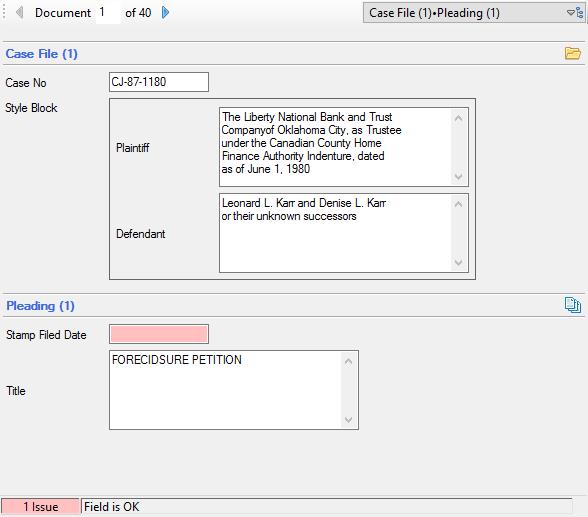 Document 1 of 40
Case File (1)•Pleading (1)
Case File (1)
Case No CJ-87-1180
Style Block
Plaintiff
The Liberty National Bank and Trust
Companyof Oklahoma City, as Trustee
under the Canadian County Home
Finance Authority Indenture, dated
as of June 1, 1980
Defendant
Leonard L. Karr and Denise L. Karr
or their unknown successors
Pleading (1)
Stamp Filed Date
Title
FORECIDSURE PETITION
1 Issue Field is OK